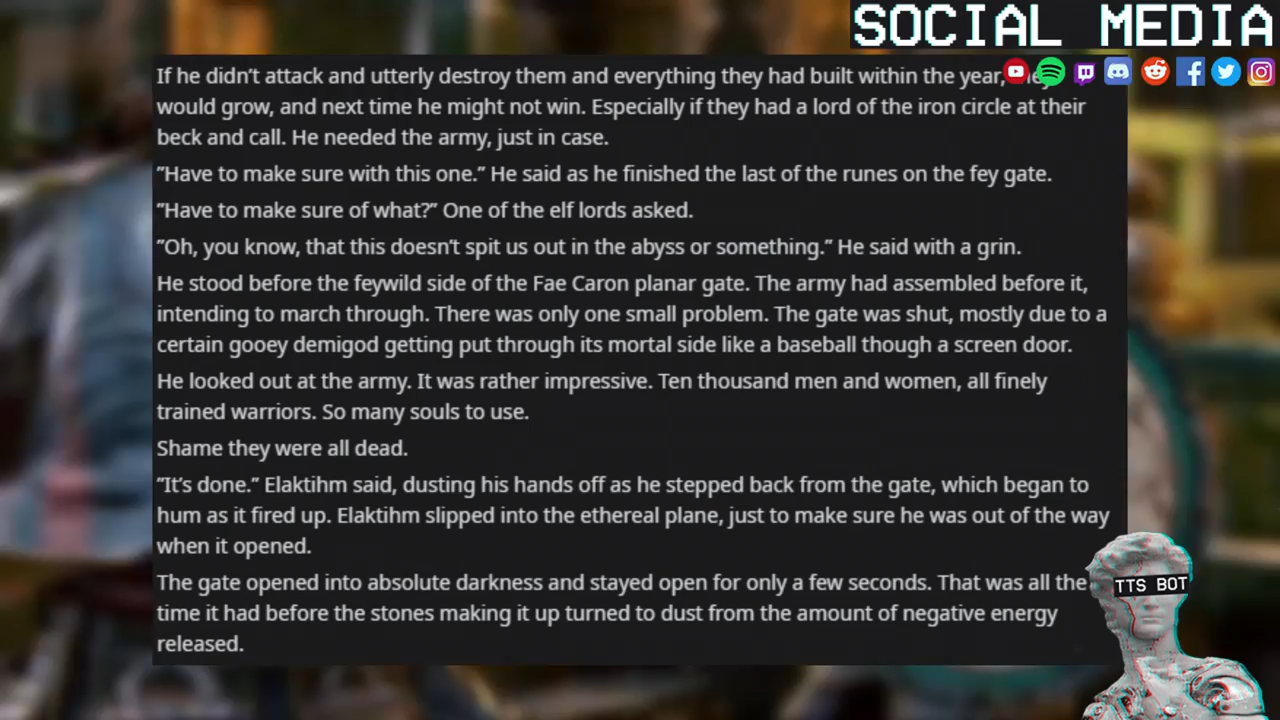 SOCIAL MEDIA
If he didn’t attack and utterly destroy them and everything they had built within the year, they
would grow, and next time he might not win. Especially if they had a lord of the iron circle at their
beck and call. He needed the army, just in case.
“Have to make sure with this one.” He said as he finished the last of the runes on the fey gate.
“Have to make sure of what?” One of the elf lords asked.
“Oh, you know, that this doesn’t spit us out in the abyss or something.” He said with a grin.
He stood before the feywild side of the Fae Caron planar gate. The army had assembled before it,
intending to march through. There was only one small problem. The gate was shut, mostly due to a
certain gooey demigod getting put through its mortal side like a baseball though a screen door.
He looked out at the army. It was rather impressive. Ten thousand men and women, all finely
trained warriors. So many souls to use.
Shame they were all dead.
“It’s done.” Elaktihm said, dusting his hands off as he stepped back from the gate, which began to
hum as it fired up. Elaktihm slipped into the ethereal plane, just to make sure he was out of the way
when it opened.
The gate opened into absolute darkness and stayed open for only a few seconds. That was all the
time it had before the stones making it up turned to dust from the amount of negative energy
released.
TTS BOT